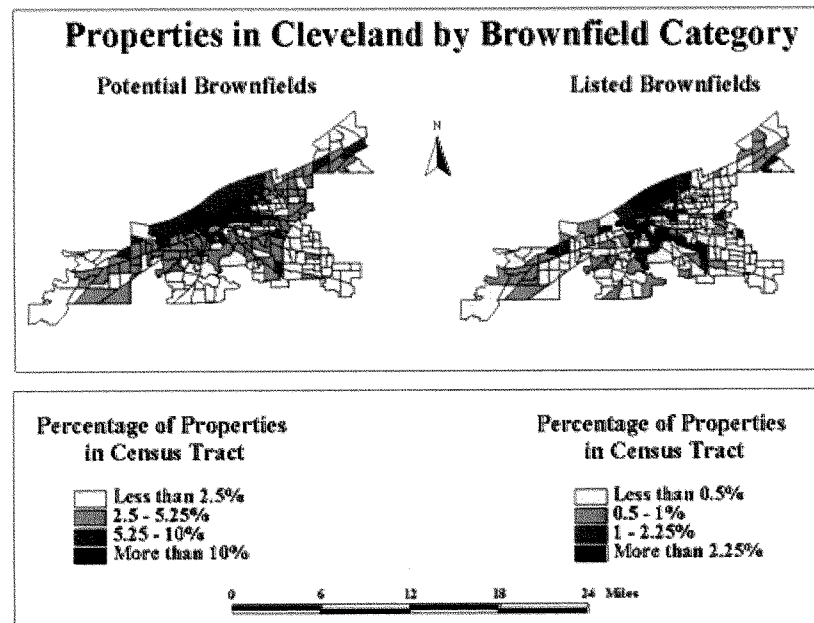 Properties in Cleveland by Brownfield Category
Potential Brownfields
Listed Brownfields
N
Percentage of Properties
in Census Tract
Less than 2.5%
2.5 - 5.25%
5.25 - 10%
More than 10%
Percentage of Properties
in Census Tract
Less than 0.5%
0.5 - 1%
1 - 2.25%
More than 2.25%
0 6 12 18 24 Miles